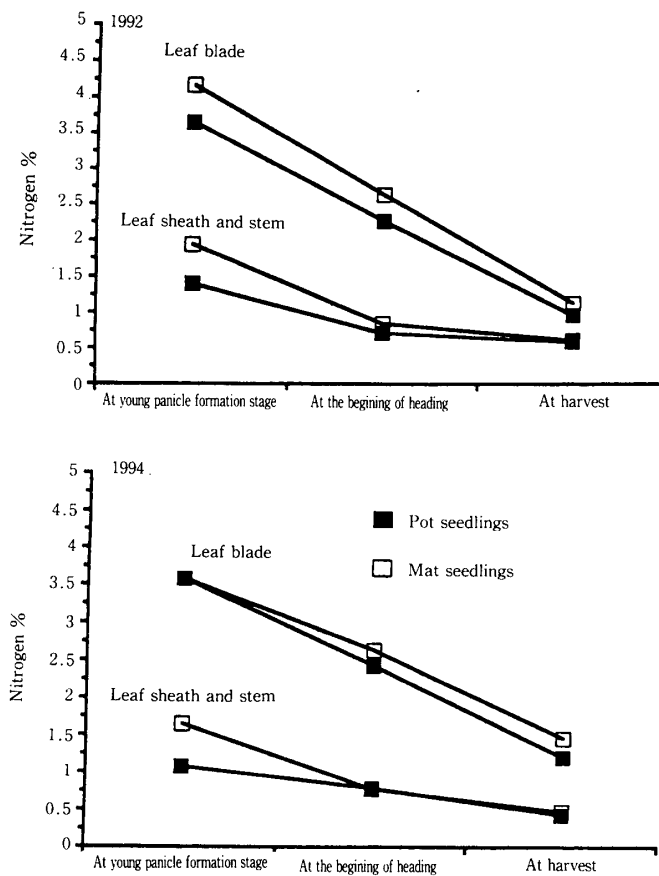 5
1992
Leaf blade
4.5
4
3.5
3
2.5
Leaf sheath and stem
2
1.5
1
0.5
0
Nitrogen %
At young panicle formation stage
At the begining of heading
At harvest
5
1994
4.5
Pot seedlings
4
Leaf blade
Mat seedlings
3.5
3
2.5
Leaf sheath and stem
2
1.5
1
0.5
0
Nitrogen %
At young panicle formation stage
At the begining of heading
At harvest